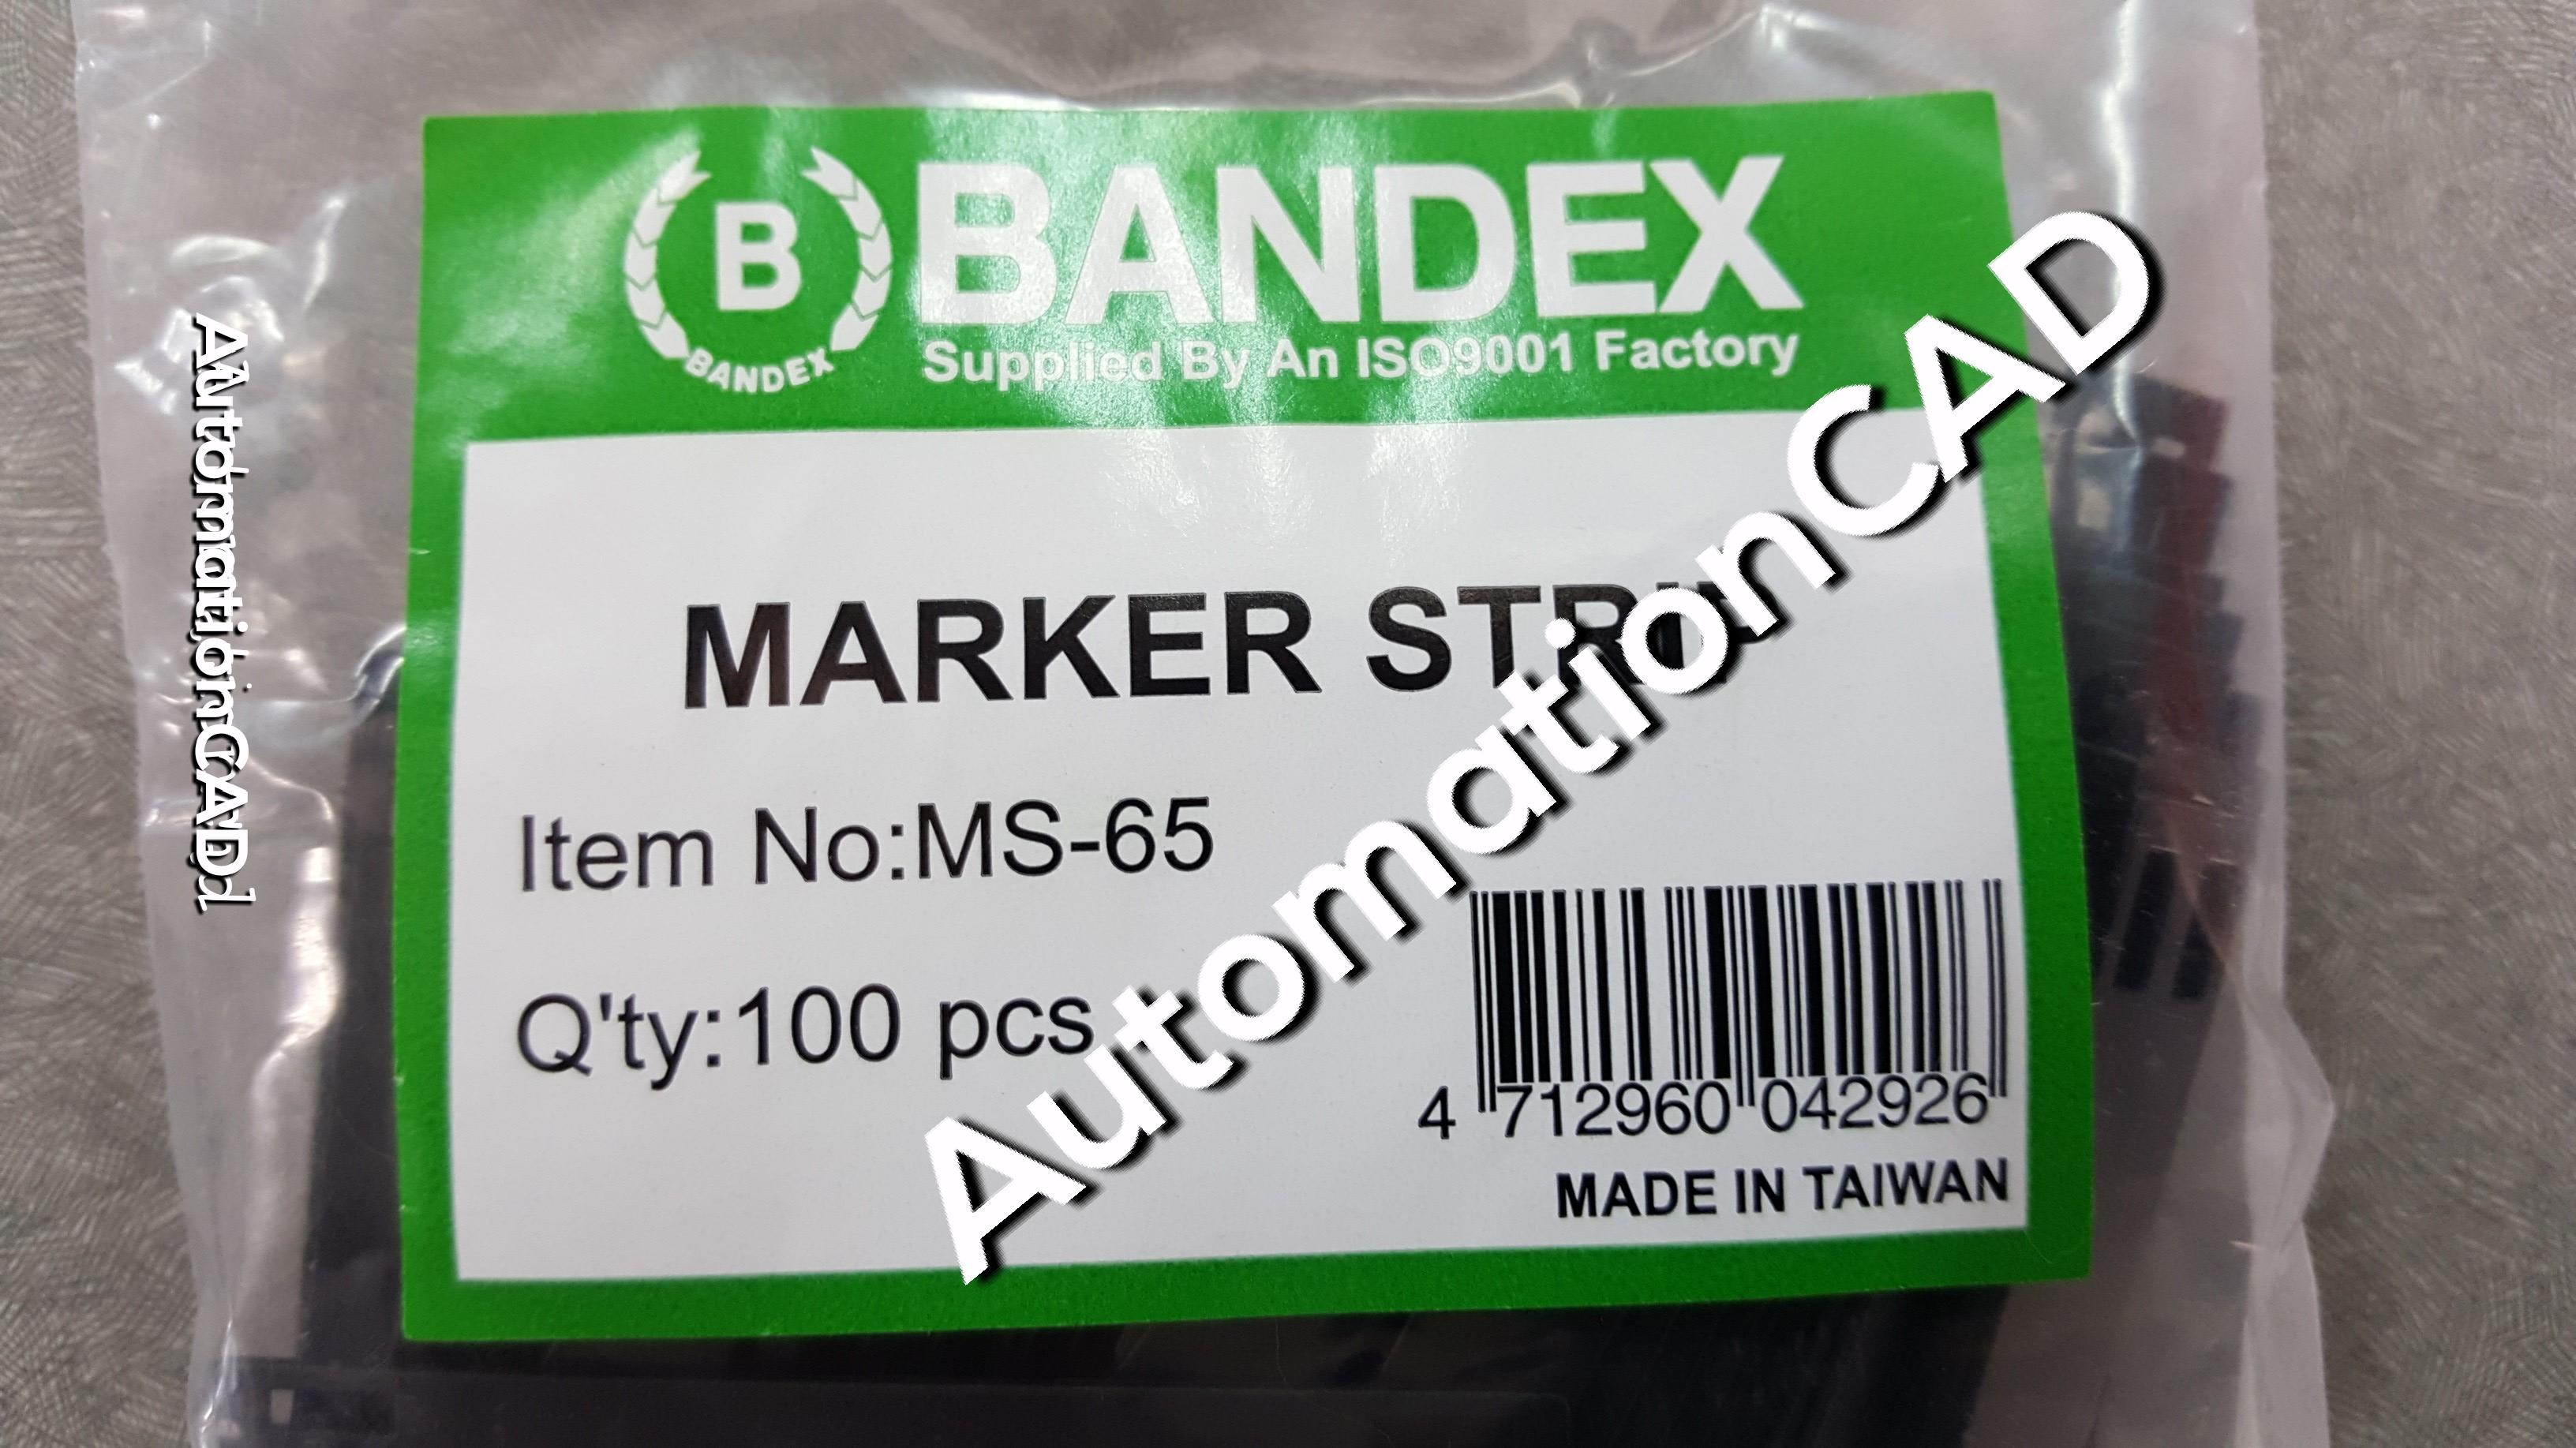 B
BANDEX
BANDEX
Supplied By An ISO9001 Factory
MARKER STRIP
Item No:MS-65
Q'ty:100 pcs
4 712960 042926
MADE IN TAIWAN
AutomationCAD
AutomationCAD